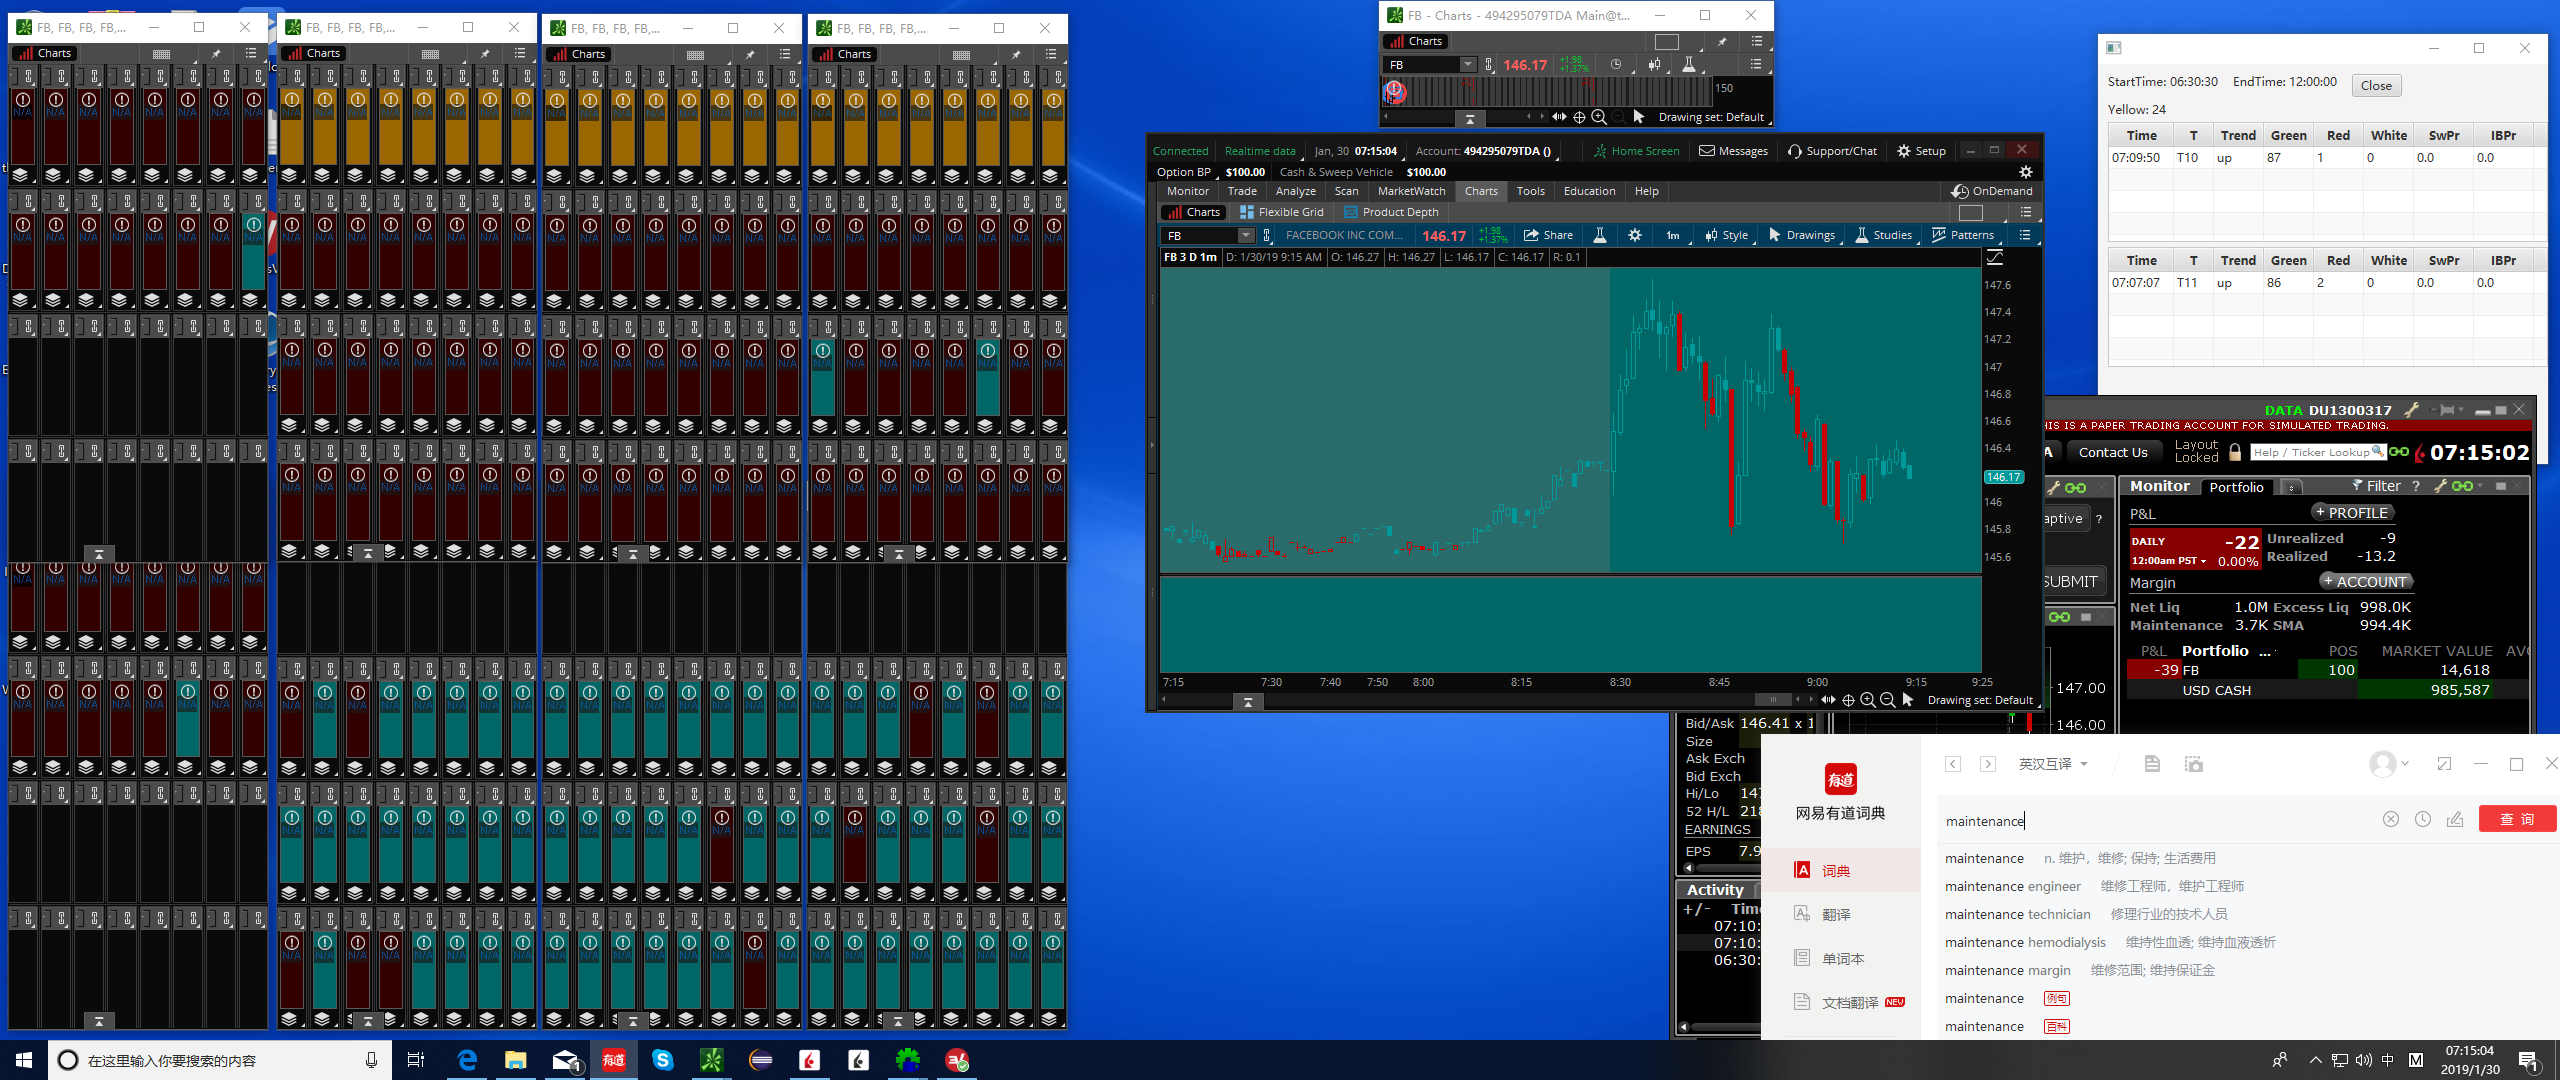 FB, FB, FB, FB,...
FB, FB, FB, FB,...
FB, FB, FB, FB,...
FB, FB, FB, FB,...
Charts
Charts
Charts
Charts
FB - Charts - 494295079TDA Main@t...
Charts
FB
146.17
+1.98
+1.37%
150
Drawing set: Default
Connected
Realtime data
Jan, 30 07:15:04
Account: 494295079TDA ()
Home Screen
Messages
Support/Chat
Setup
Option BP $100.00 Cash & Sweep Vehicle $100.00
Monitor Trade Analyze Scan MarketWatch Charts Tools Education Help
OnDemand
Charts Flexible Grid Product Depth
FB
FACEBOOK INC COM...
146.17
+1.98
+1.37%
Share
1m
Style
Drawings
Studies
Patterns
FB 3 D 1m D: 1/30/19 9:15 AM O: 146.27 H: 146.27 L: 146.17 C: 146.17 R: 0.1
147.6
147.4
147.2
147
146.8
146.6
146.4
146.17
146
145.8
145.6
7:15 7:30 7:40 7:50 8:00 8:15 8:30 8:45 9:00 9:15 9:25
Drawing set: Default
StartTime: 06:30:30 EndTime: 12:00:00 Close
Yellow: 24
Time T Trend Green Red White SwPr IBPr
07:09:50 T10 up 87 1 0 0.0 0.0
Time T Trend Green Red White SwPr IBPr
07:07:07 T11 up 86 2 0 0.0 0.0
DATA DU1300317
HIS IS A PAPER TRADING ACCOUNT FOR SIMULATED TRADING.
A Contact Us Layout Locked Help / Ticker Lookup 07:15:02
Monitor Portfolio Filter ?
aptive ?
SUBMIT
P&L + PROFILE
DAILY -22
12:00am PST 0.00%
Unrealized -9
Realized -13.2
Margin + ACCOUNT
Net Liq 1.0M Excess Liq 998.0K
Maintenance 3.7K SMA 994.4K
P&L Portfolio ... POS MARKET VALUE AVG
-39 FB 100 14,618
USD CASH 985,587
147.00
146.00
Bid/Ask 146.41 x 1
Size
Ask Exch
Bid Exch
Hi/Lo 147
52 H/L 218
EARNINGS
EPS 7.9
Activity
+/- Time
07:10:
07:10:
06:30:
有道
网易有道词典
词典
翻译
单词本
文档翻译 NEW
英汉互译
maintenance
查 询
maintenance n. 维护，维修; 保持; 生活费用
maintenance engineer 维修工程师，维护工程师
maintenance technician 修理行业的技术人员
maintenance hemodialysis 维持性血透; 维持血液透析
maintenance margin 维修范围; 维持保证金
maintenance 例句
maintenance 百科
在这里输入你要搜索的内容
有道
中
M
07:15:04
2019/1/30